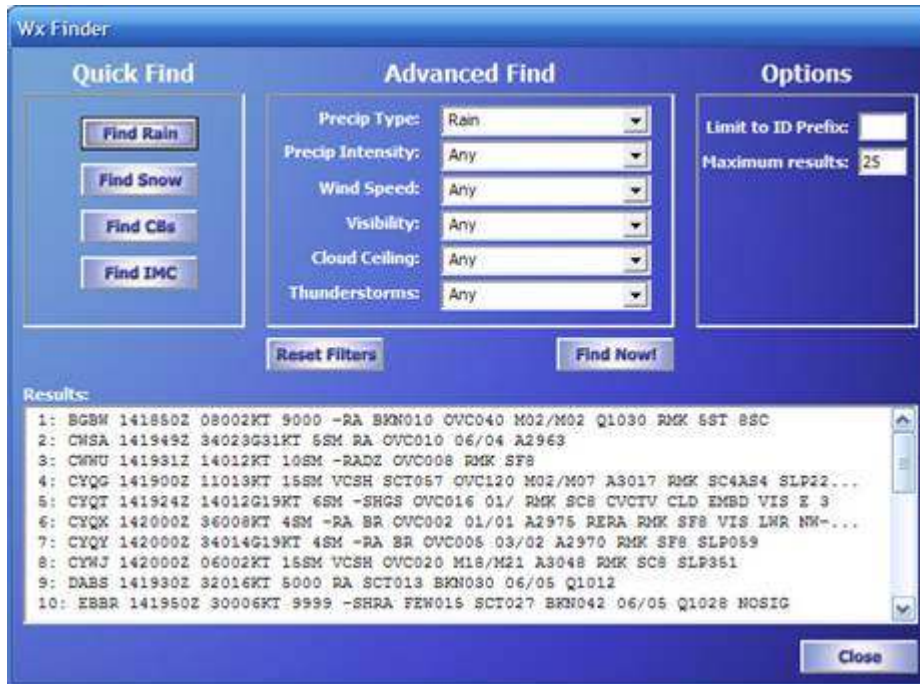 Wx Finder
Quick Find
Advanced Find
Options
Find Rain
Find Snow
Find CBs
Find IMC
Precip Type: Rain
Precip Intensity: Any
Wind Speed: Any
Visibility: Any
Cloud Ceiling: Any
Thunderstorms: Any
Limit to ID Prefix:
Maximum results: 25
Reset Filters Find Now!
Results:
1: BGBW 141850Z 08002KT 9000 -RA BKN010 OVC040 M02/M02 Q1030 RMK 5ST 8SC
2: CWSA 141949Z 34023G31KT 5SM RA OVC010 06/04 A2963
3: CWWU 141931Z 14012KT 10SM -RADZ OVC008 RMK SF8
4: CYQG 141900Z 11013KT 15SM VCSH SCT057 OVC120 M02/M07 A3017 RMK SC4AS4 SLP22...
5: CYQT 141924Z 14012G19KT 6SM -SHGS OVC016 01/ RMK SC8 CVCTV CLD EMBD VIS E 3
6: CYQX 142000Z 36008KT 4SM -RA BR OVC002 01/01 A2975 RERA RMK SF8 VIS LWR NW-...
7: CYQY 142000Z 34014G19KT 4SM -RA BR OVC005 03/02 A2970 RMK SF8 SLP059
8: CYWJ 142000Z 06002KT 15SM VCSH OVC020 M18/M21 A3048 RMK SC8 SLP351
9: DABS 141930Z 32016KT 5000 RA SCT013 BKN030 06/05 Q1012
10: EBBR 141950Z 30006KT 9999 -SHRA FEW015 SCT027 BKN042 06/05 Q1028 NOSIG
Close